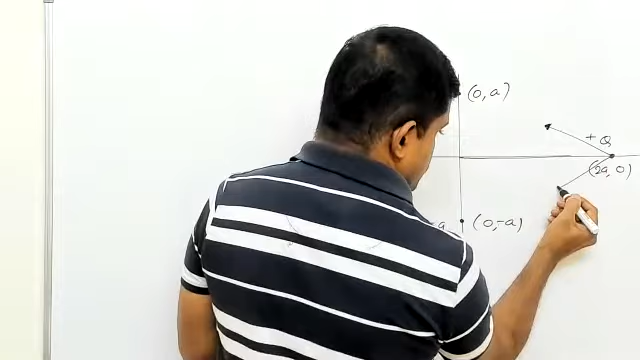 (0, a)
+ Q
(2a, 0)
(0, -a)